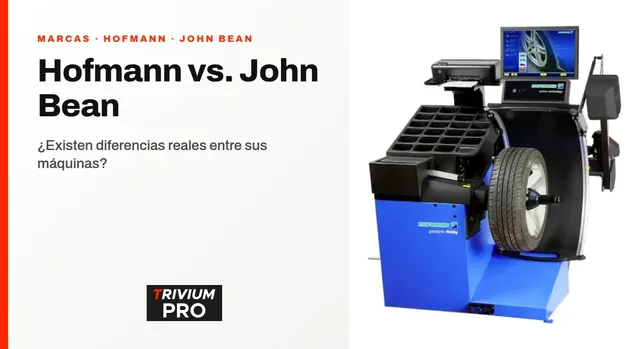 MARCAS · HOFMANN · JOHN BEAN
Hofmann vs. John
Bean
¿Existen diferencias reales entre sus
máquinas?
TRIVIUM
PRO